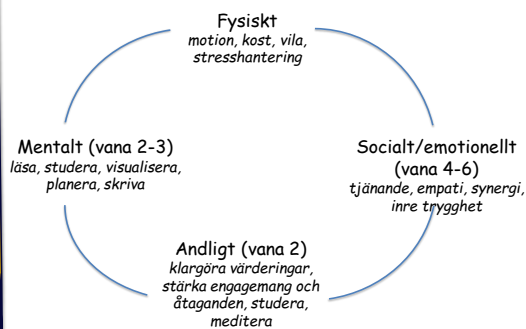 Fysiskt
motion, kost, vila,
stresshantering
Mentalt (vana 2-3)
läsa, studera, visualisera,
planera, skriva
Socialt/emotionellt
(vana 4-6)
tjänande, empati, synergi,
inre trygghet
Andligt (vana 2)
klargöra värderingar,
stärka engagemang och
åtaganden, studera,
meditera